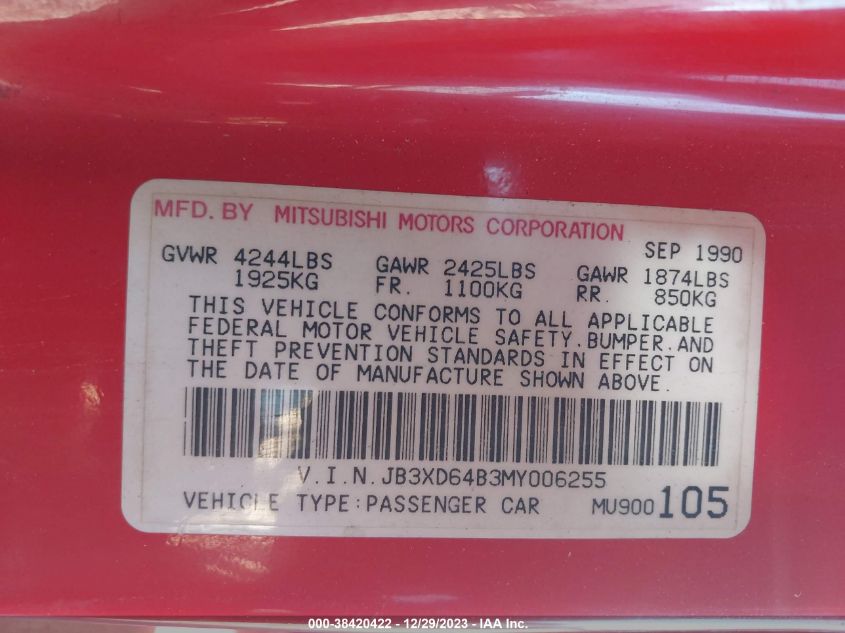 MFD. BY MITSUBISHI MOTORS CORPORATION
SEP 1990
GVWR 4244LBS GAWR 2425LBS GAWR 1874LBS
1925KG FR. 1100KG RR. 850KG
THIS VEHICLE CONFORMS TO ALL APPLICABLE
FEDERAL MOTOR VEHICLE SAFETY.BUMPER.AND
THEFT PREVENTION STANDARDS IN EFFECT ON
THE DATE OF MANUFACTURE SHOWN ABOVE.
V.I.N.JB3XD64B3MY006255
VEHICLE TYPE:PASSENGER CAR MU900105
000-38420422 - 12/29/2023 - IAA Inc.